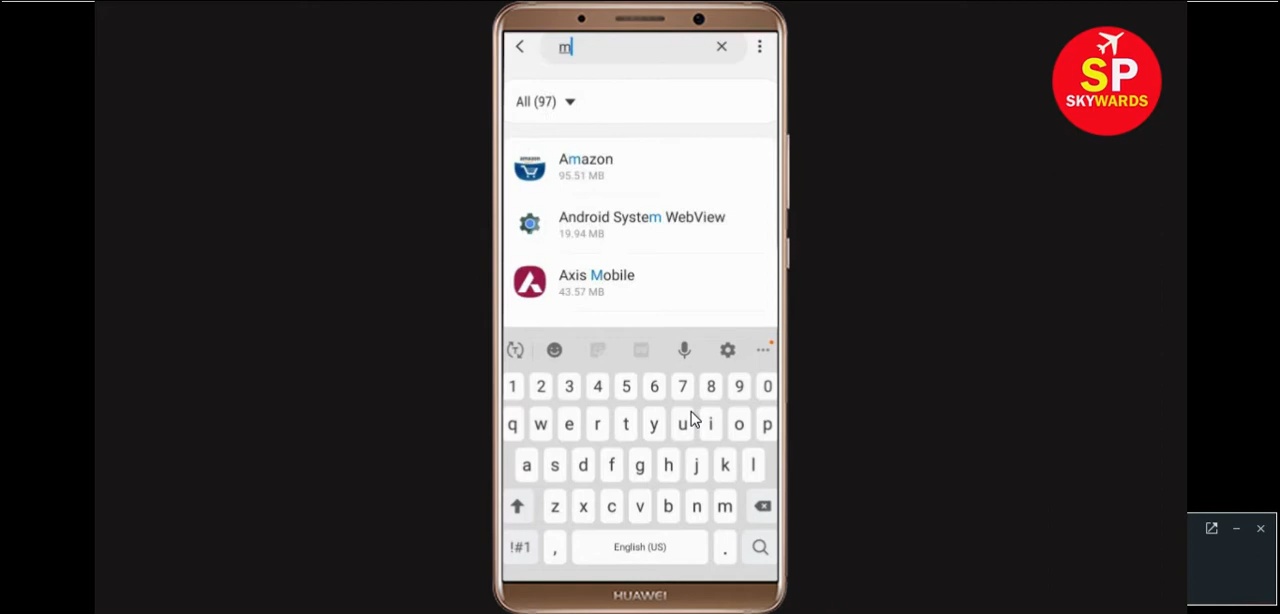 m
All (97)
Amazon
95.51 MB
Android System WebView
19.94 MB
Axis Mobile
43.57 MB
1 2 3 4 5 6 7 8 9 0
q w e r t y u i o p
a s d f g h j k l
z x c v b n m
!#1 , English (US) .
HUAWEI
SP
SKYWARDS